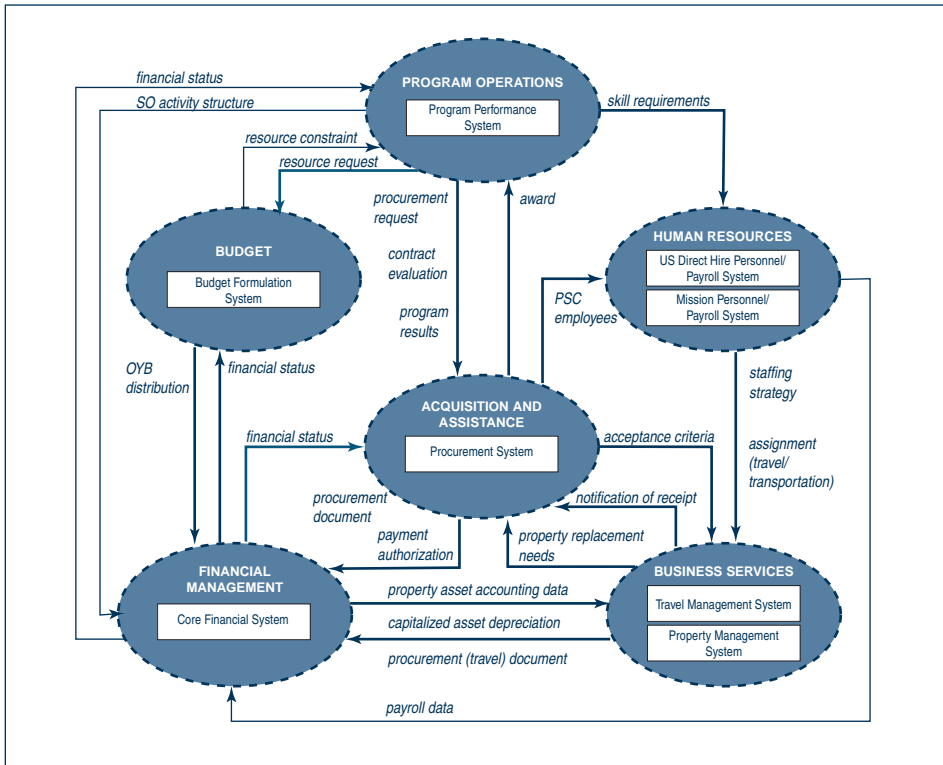 financial status
PROGRAM OPERATIONS
Program Performance
System
SO activity structure
skill requirements
resource constraint
resource request
procurement
request
award
contract
evaluation
program
results
BUDGET
Budget Formulation
System
HUMAN RESOURCES
US Direct Hire Personnel/
Payroll System
Mission Personnel/
Payroll System
PSC
employees
OYB
distribution
financial status
staffing
strategy
ACQUISITION AND
ASSISTANCE
Procurement System
financial status
acceptance criteria
assignment
(travel/
transportation)
procurement
document
notification of receipt
payment
authorization
property replacement
needs
FINANCIAL
MANAGEMENT
Core Financial System
BUSINESS SERVICES
Travel Management System
Property Management
System
property asset accounting data
capitalized asset depreciation
procurement (travel) document
payroll data